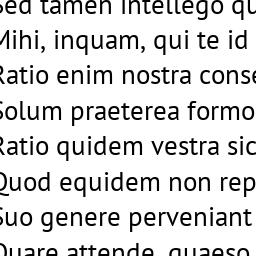 Sed tamen intellego qu
Mihi, inquam, qui te id
Ratio enim nostra conse
Solum praeterea formo
Ratio quidem vestra sic
Quod equidem non rep
Suo genere perveniant
Quare attende, quaeso